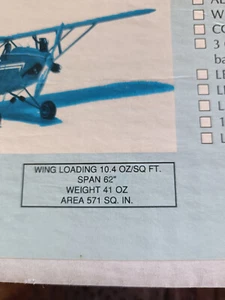 WING LOADING 10.4 OZ/SQ FT.
SPAN 62"
WEIGHT 41 OZ
AREA 571 SQ. IN.